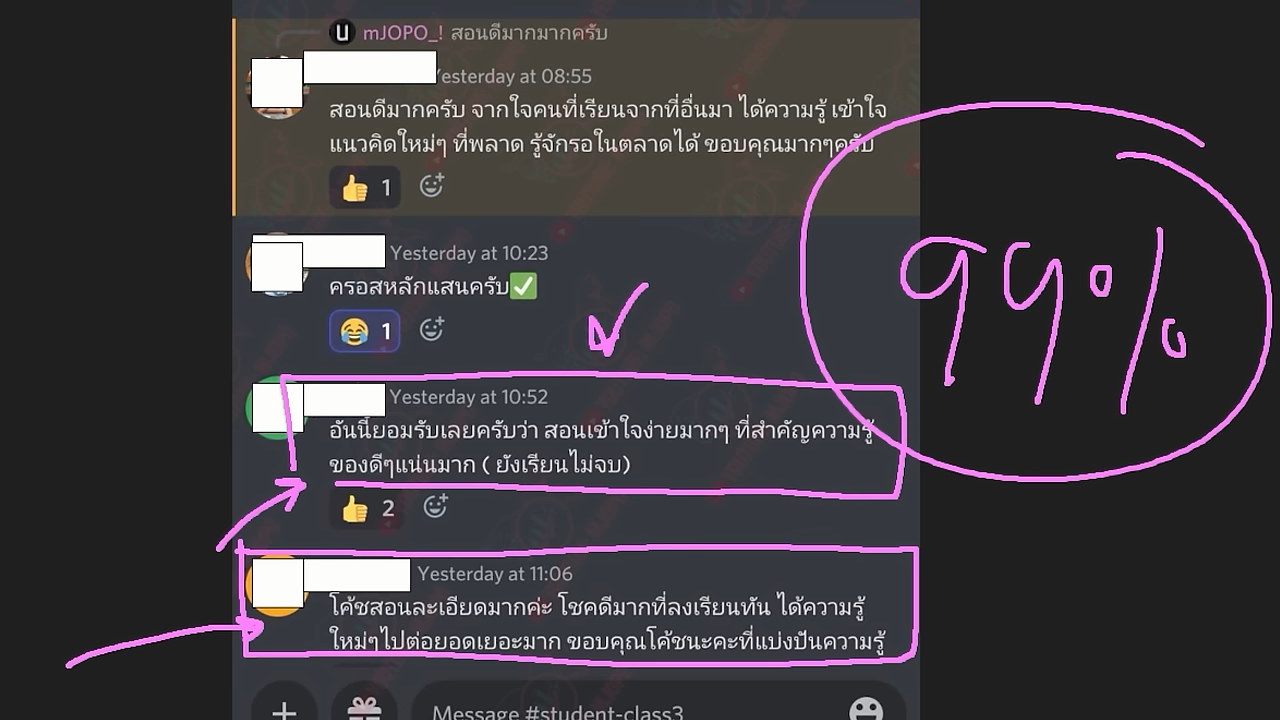 mJOPO_! สอนดีมากมากครับ
Yesterday at 08:55
สอนดีมากครับ จากใจคนที่เรียนจากที่อื่นมา ได้ความรู้ เข้าใจ
แนวคิดใหม่ๆ ที่พลาด รู้จักรอในตลาดได้ ขอบคุณมากๆครับ
👍 1
Yesterday at 10:23
ครอสหลักแสนครับ✅
😂 1
Yesterday at 10:52
อันนี้ยอมรับเลยครับว่า สอนเข้าใจง่ายมากๆ ที่สำคัญความรู้
ของดีๆแน่นมาก ( ยังเรียนไม่จบ)
👍 2
Yesterday at 11:06
โค้ชสอนละเอียดมากค่ะ โชคดีมากที่ลงเรียนทัน ได้ความรู้
ใหม่ๆไปต่อยอดเยอะมาก ขอบคุณโค้ชนะคะที่แบ่งปันความรู้
Message #student-class3
99%